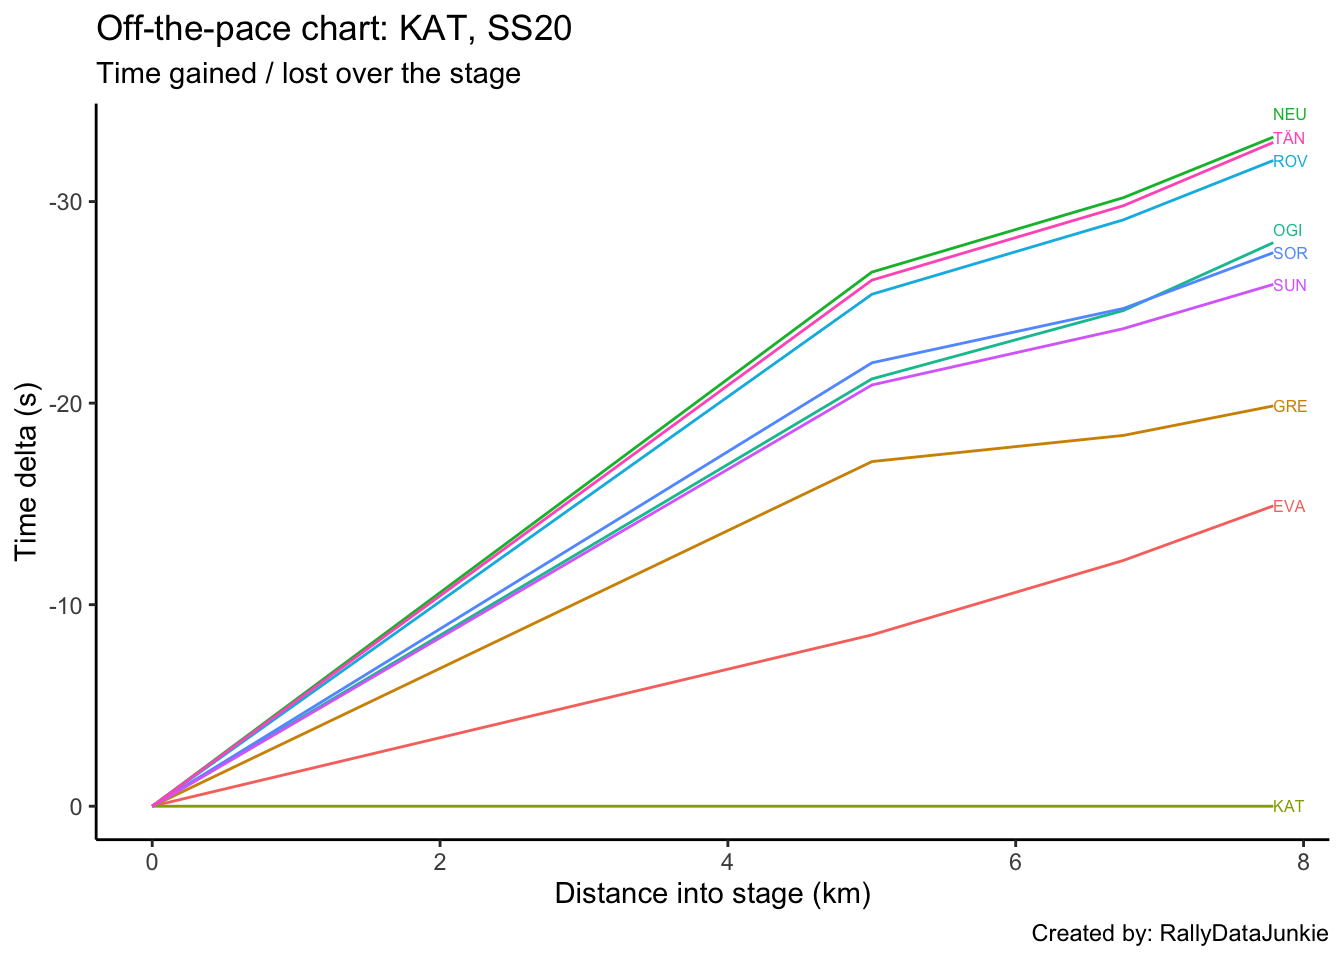 Off-the-pace chart: KAT, SS20
Time gained / lost over the stage
NEU
TÄN
ROV
OGI
SOR
SUN
GRE
EVA
KAT
-30
-20
-10
0
Time delta (s)
0 2 4 6 8
Distance into stage (km)
Created by: RallyDataJunkie